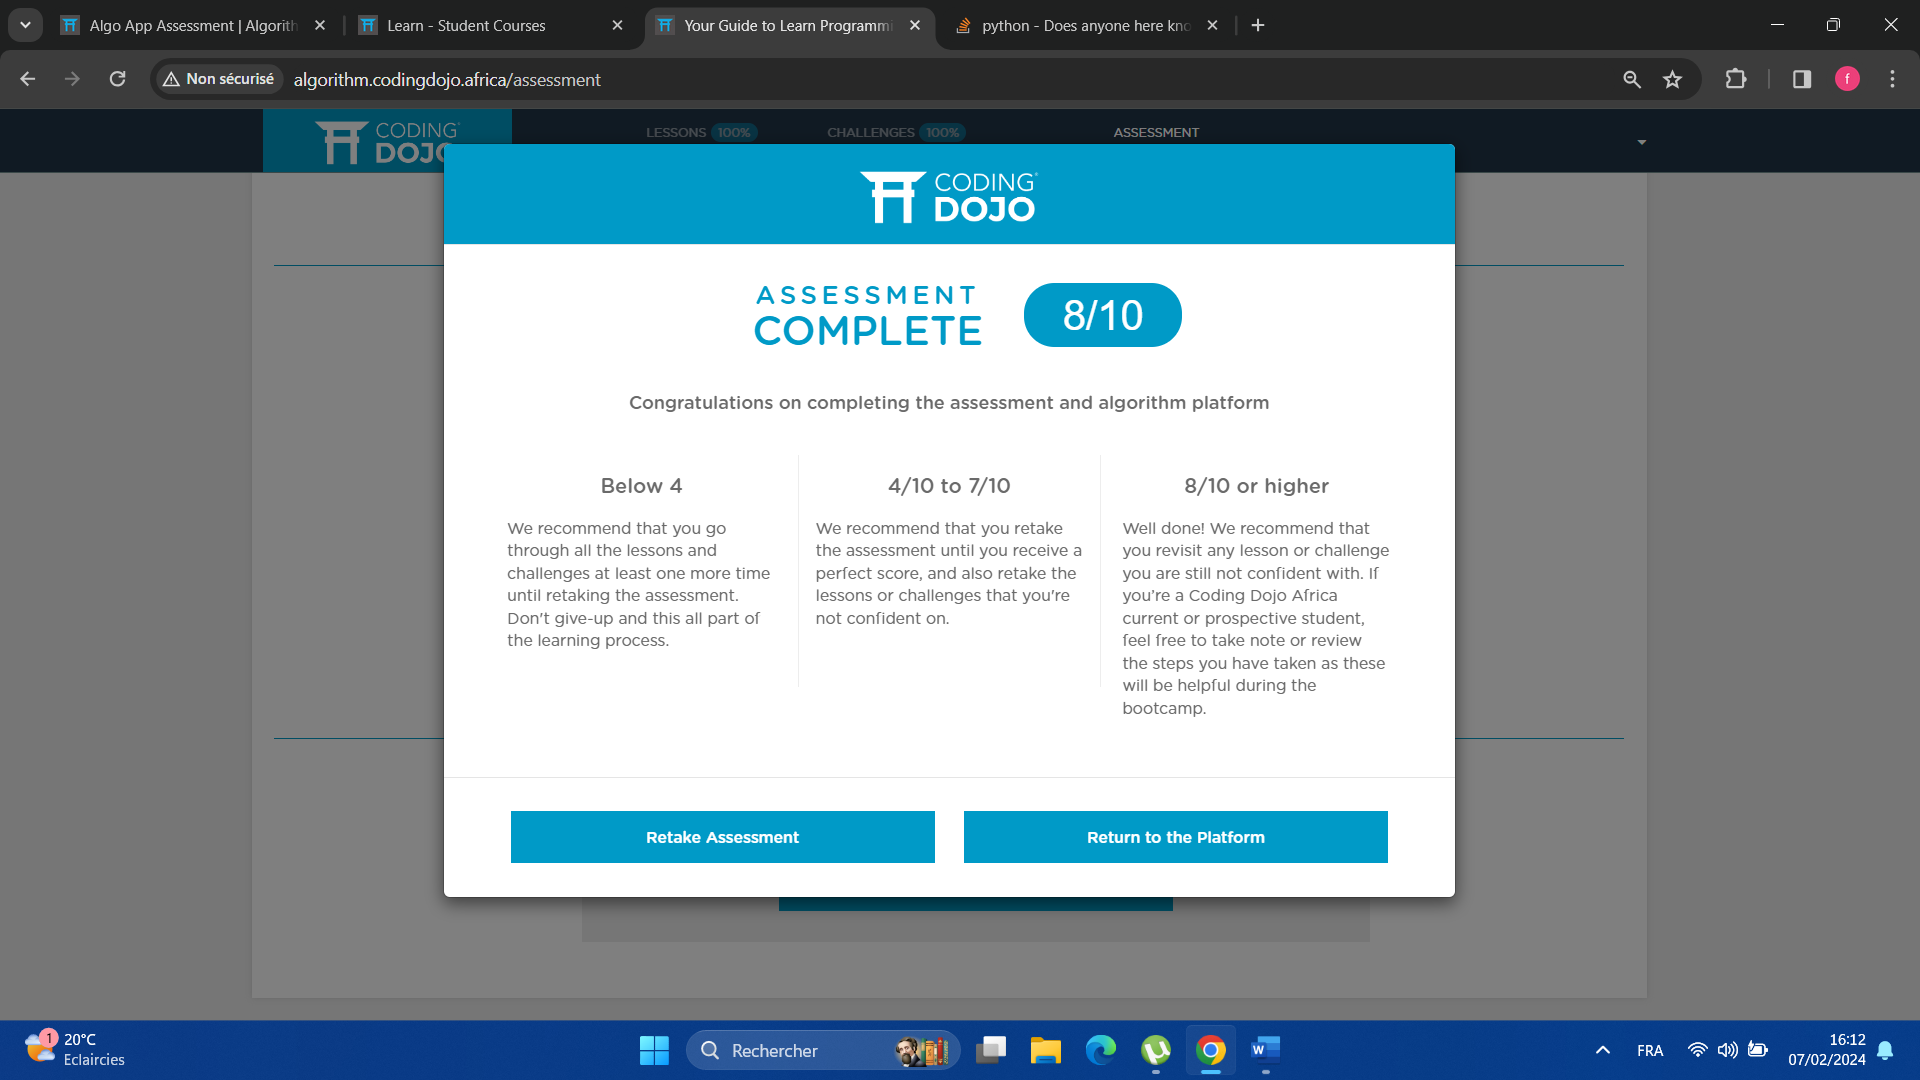 Algo App Assessment | Algorith
Learn - Student Courses
Your Guide to Learn Programmi
python - Does anyone here kno
Non sécurisé
algorithm.codingdojo.africa/assessment
f
CODING
DOJO
LESSONS 100%
CHALLENGES 100%
ASSESSMENT
CODING
DOJO
ASSESSMENT
COMPLETE
8/10
Congratulations on completing the assessment and algorithm platform
Below 4
We recommend that you go
through all the lessons and
challenges at least one more time
until retaking the assessment.
Don't give-up and this all part of
the learning process.
4/10 to 7/10
We recommend that you retake
the assessment until you receive a
perfect score, and also retake the
lessons or challenges that you're
not confident on.
8/10 or higher
Well done! We recommend that
you revisit any lesson or challenge
you are still not confident with. If
you're a Coding Dojo Africa
current or prospective student,
feel free to take note or review
the steps you have taken as these
will be helpful during the
bootcamp.
Retake Assessment
Return to the Platform
1
20°C
Eclaircies
Rechercher
W
FRA
16:12
07/02/2024